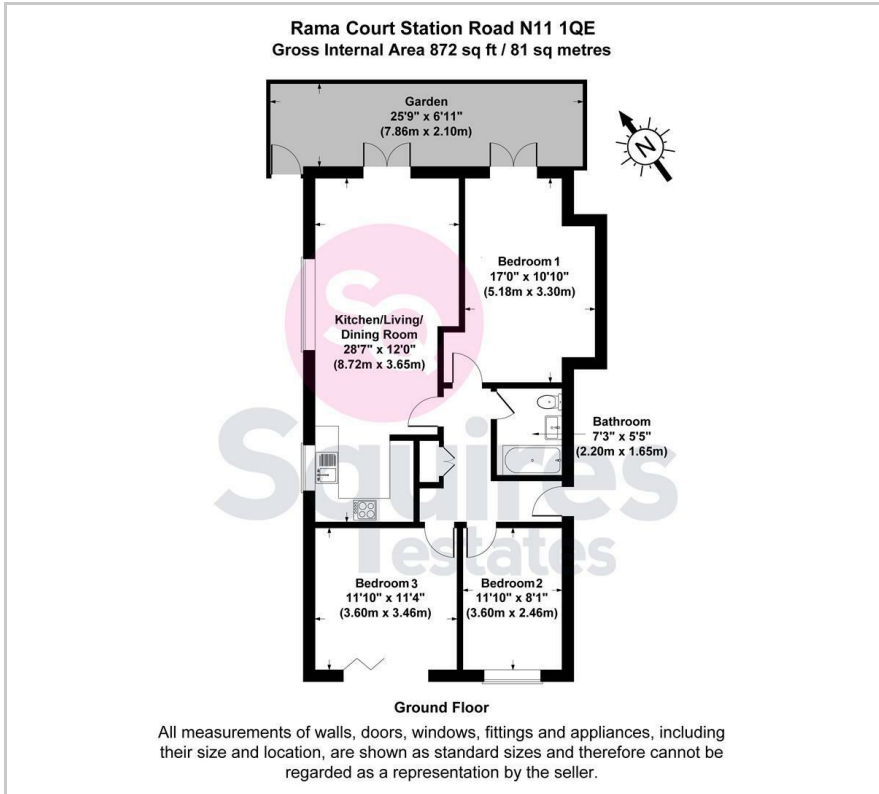 Rama Court Station Road N11 1QE
Gross Internal Area 872 sq ft / 81 sq metres
Garden
25'9" x 6'11"
(7.86m x 2.10m)
N
Bedroom 1
17'0" x 10'10"
(5.18m x 3.30m)
SQ
Kitchen/Living/
Dining Room
28'7" x 12'0"
(8.72m x 3.65m)
Bathroom
7'3" x 5'5"
(2.20m x 1.65m)
Squires
estates
Bedroom 3
11'10" x 11'4"
(3.60m x 3.46m)
Bedroom 2
11'10" x 8'1"
(3.60m x 2.46m)
Ground Floor
All measurements of walls, doors, windows, fittings and appliances, including
their size and location, are shown as standard sizes and therefore cannot be
regarded as a representation by the seller.